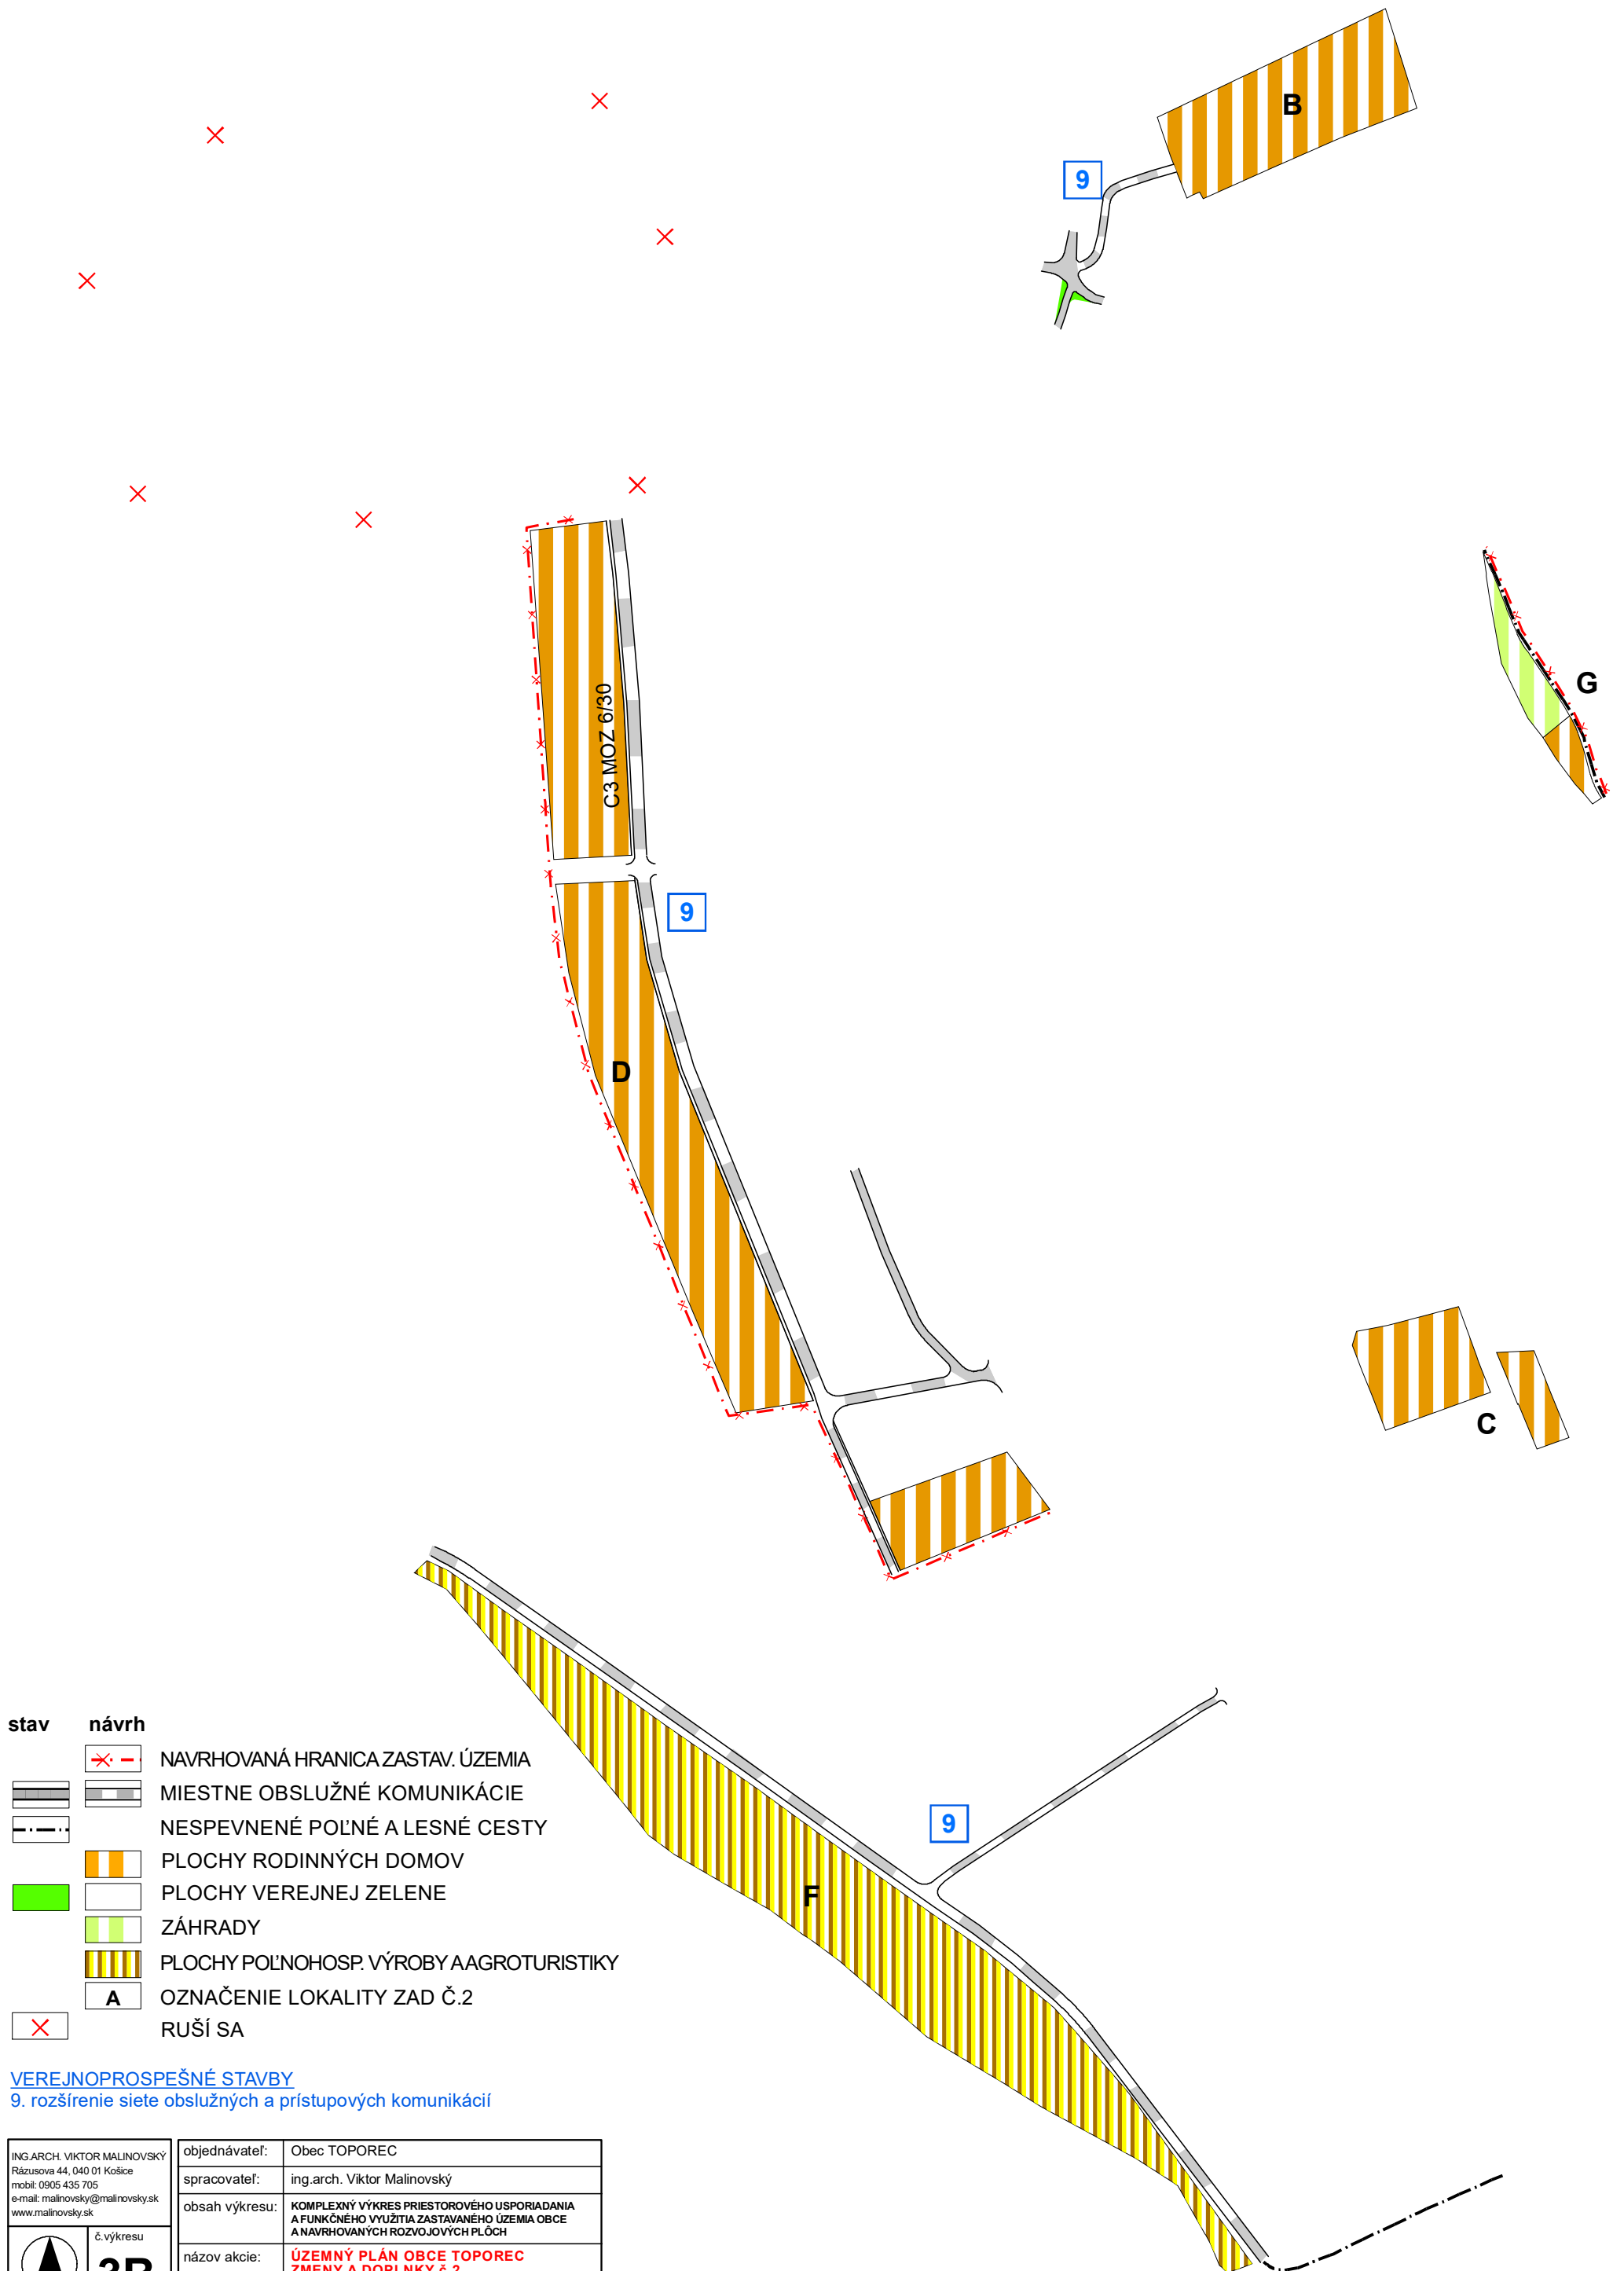 B
9
G
C3 MOZ 6/30
9
D
C
9
F
stav návrh
NAVRHOVANÁ HRANICA ZASTAV. ÚZEMIA
MIESTNE OBSLUŽNÉ KOMUNIKÁCIE
NESPEVNENÉ POĽNÉ A LESNÉ CESTY
PLOCHY RODINNÝCH DOMOV
PLOCHY VEREJNEJ ZELENE
ZÁHRADY
PLOCHY POĽNOHOSP. VÝROBY A AGROTURISTIKY
A OZNAČENIE LOKALITY ZAD Č.2
RUŠÍ SA
VEREJNOPROSPEŠNÉ STAVBY
9. rozšírenie siete obslužných a prístupových komunikácií
ING.ARCH. VIKTOR MALINOVSKÝ
Rázusova 44, 040 01 Košice
mobil: 0905 435 705
e-mail: malinovsky@malinovsky.sk
www.malinovsky.sk
č.výkresu
3B
objednávateľ: Obec TOPOREC
spracovateľ: ing.arch. Viktor Malinovský
obsah výkresu: KOMPLEXNÝ VÝKRES PRIESTOROVÉHO USPORIADANIA
A FUNKČNÉHO VYUŽITIA ZASTAVANÉHO ÚZEMIA OBCE
A NAVRHOVANÝCH ROZVOJOVÝCH PLÔCH
názov akcie: ÚZEMNÝ PLÁN OBCE TOPOREC
ZMENY A DOPLNKY č.2